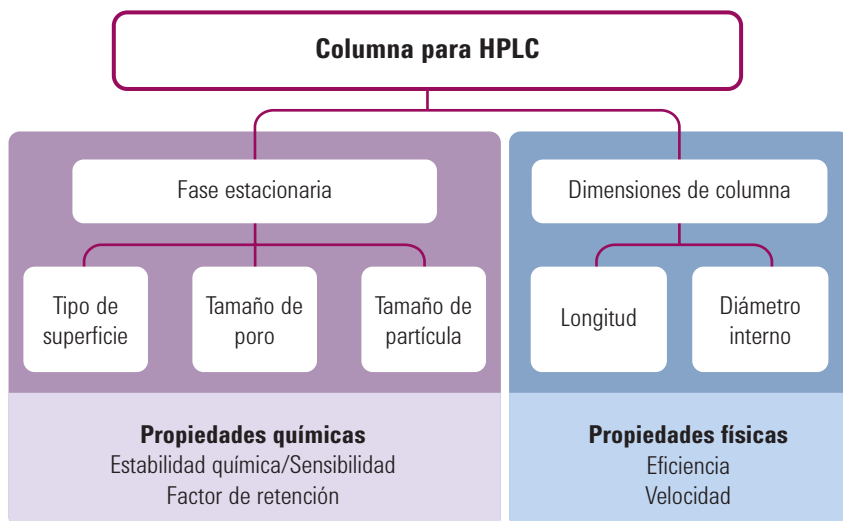 Columna para HPLC
Fase estacionaria
Dimensiones de columna
Tipo de
superficie
Tamaño de
poro
Tamaño de
partícula
Longitud
Diámetro
interno
Propiedades químicas
Estabilidad química/Sensibilidad
Factor de retención
Propiedades físicas
Eficiencia
Velocidad